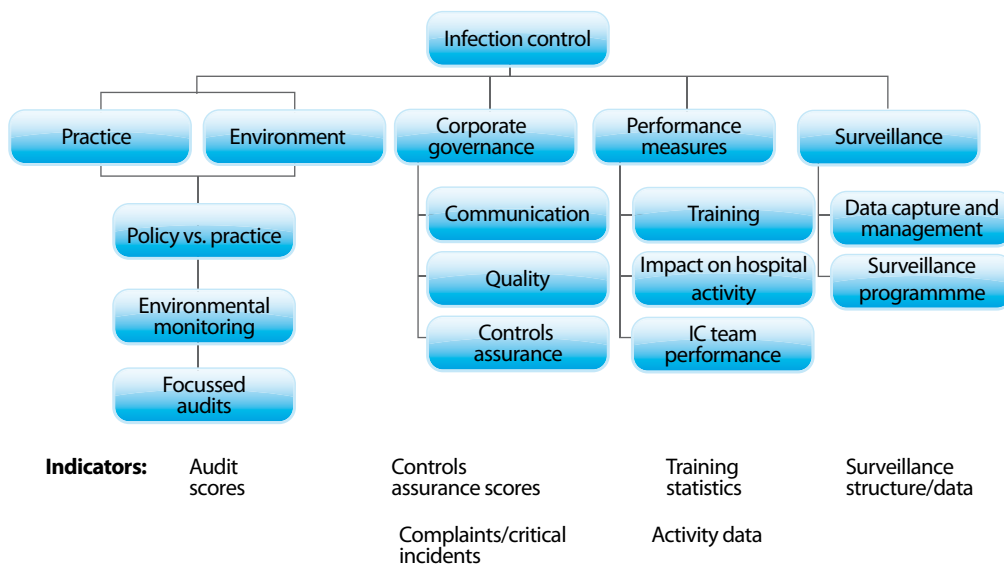 Infection control
Practice
Environment
Corporate
governance
Performance
measures
Surveillance
Policy vs. practice
Environmental
monitoring
Focussed
audits
Communication
Quality
Controls
assurance
Training
Impact on hospital
activity
IC team
performance
Data capture and
management
Surveillance
programmme
Indicators:
Audit
scores
Controls
assurance scores
Complaints/critical
incidents
Training
statistics
Activity data
Surveillance
structure/data